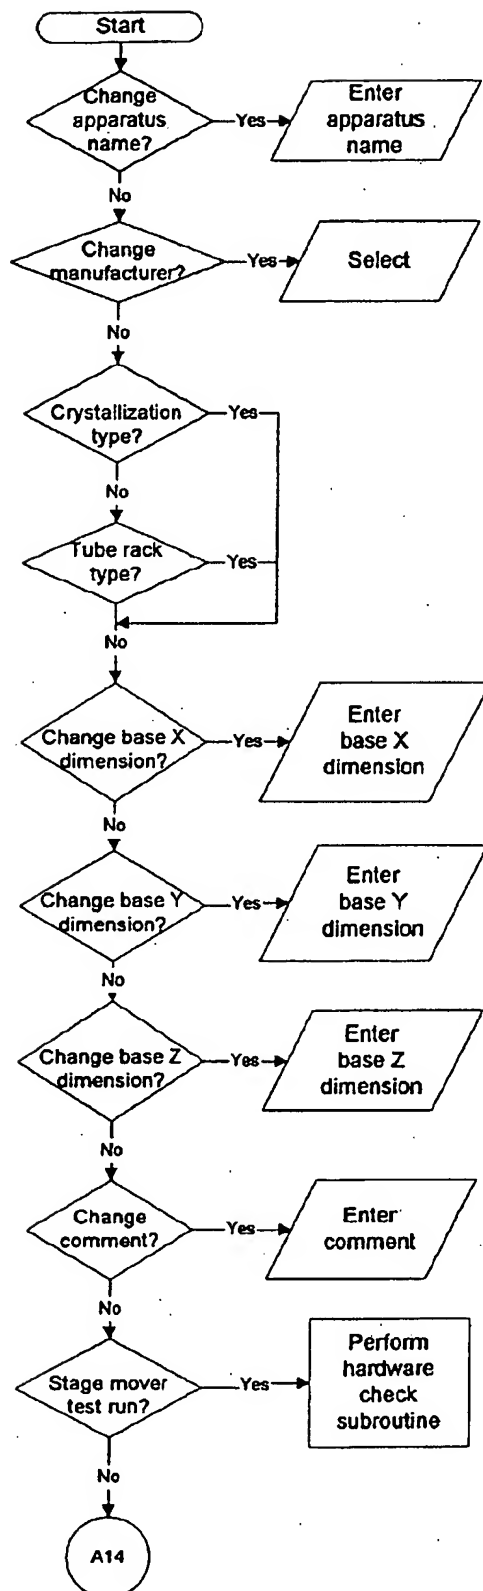 Start
Change
apparatus
name?
Yes
Enter
apparatus
name
No
Change
manufacturer?
Yes
Select
No
Crystallization
type?
Yes
No
Tube rack
type?
Yes
No
Change base X
dimension?
Yes
Enter
base X
dimension
No
Change base Y
dimension?
Yes
Enter
base Y
dimension
No
Change base Z
dimension?
Yes
Enter
base Z
dimension
No
Change
comment?
Yes
Enter
comment
No
Stage mover
test run?
Yes
Perform
hardware
check
subroutine
No
A14